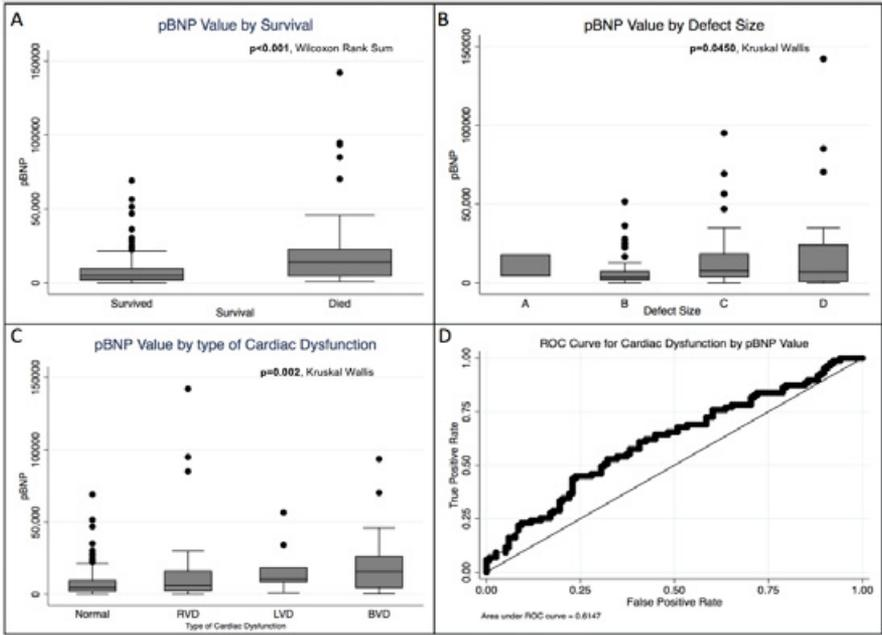 A
pBNP Value by Survival
p<0.001, Wilcoxon Rank Sum
pBNP
150000
100000
50,000
0
Survived
Died
Survival
B
pBNP Value by Defect Size
p=0.0450, Kruskal Wallis
pBNP
150000
100000
50,000
0
A
B
C
D
Defect Size
C
pBNP Value by type of Cardiac Dysfunction
p=0.002, Kruskal Wallis
pBNP
150000
100000
50,000
0
Normal
RVD
LVD
BVD
Type of Cardiac Dysfunction
D
ROC Curve for Cardiac Dysfunction by pBNP Value
True Positive Rate
1.00
0.75
0.50
0.25
0.00
0.00
0.25
0.50
0.75
1.00
False Positive Rate
Area under ROC curve = 0.6147